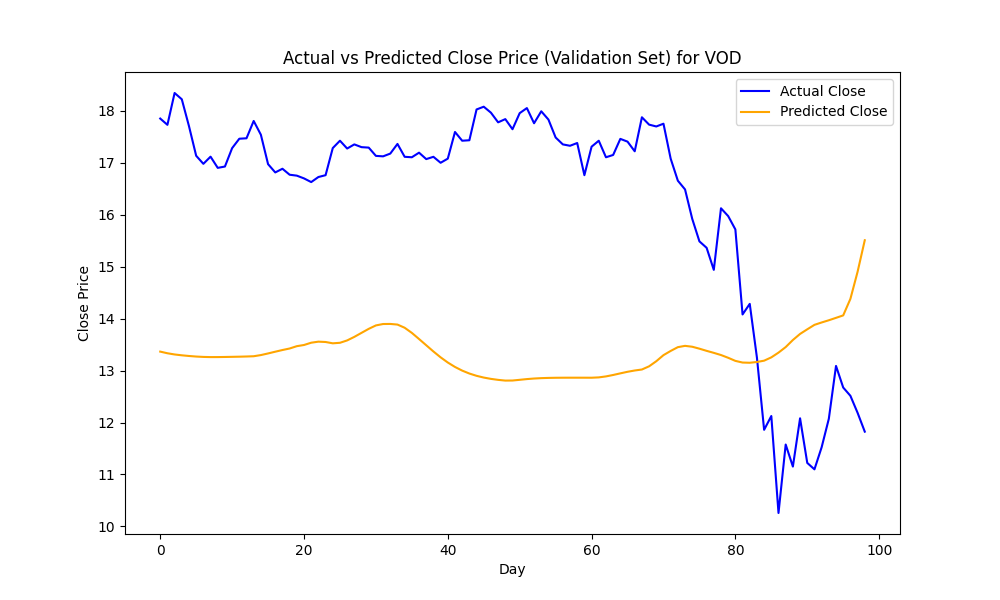 Actual vs Predicted Close Price (Validation Set) for VOD
Actual Close
Predicted Close
Close Price
18
17
16
15
14
13
12
11
10
0 20 40 60 80 100
Day